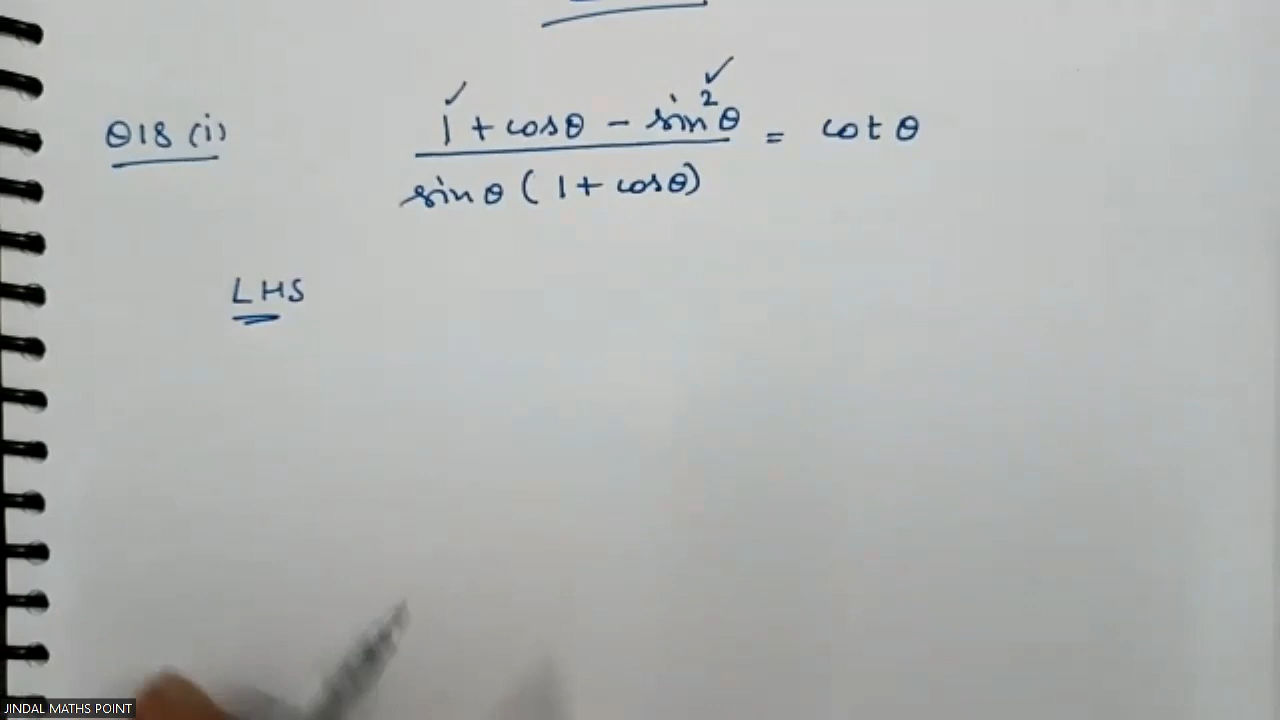 Q18 (i) (1 + cosθ - sin²θ) / (sinθ (1 + cosθ)) = cot θ
LHS
JINDAL MATHS POINT